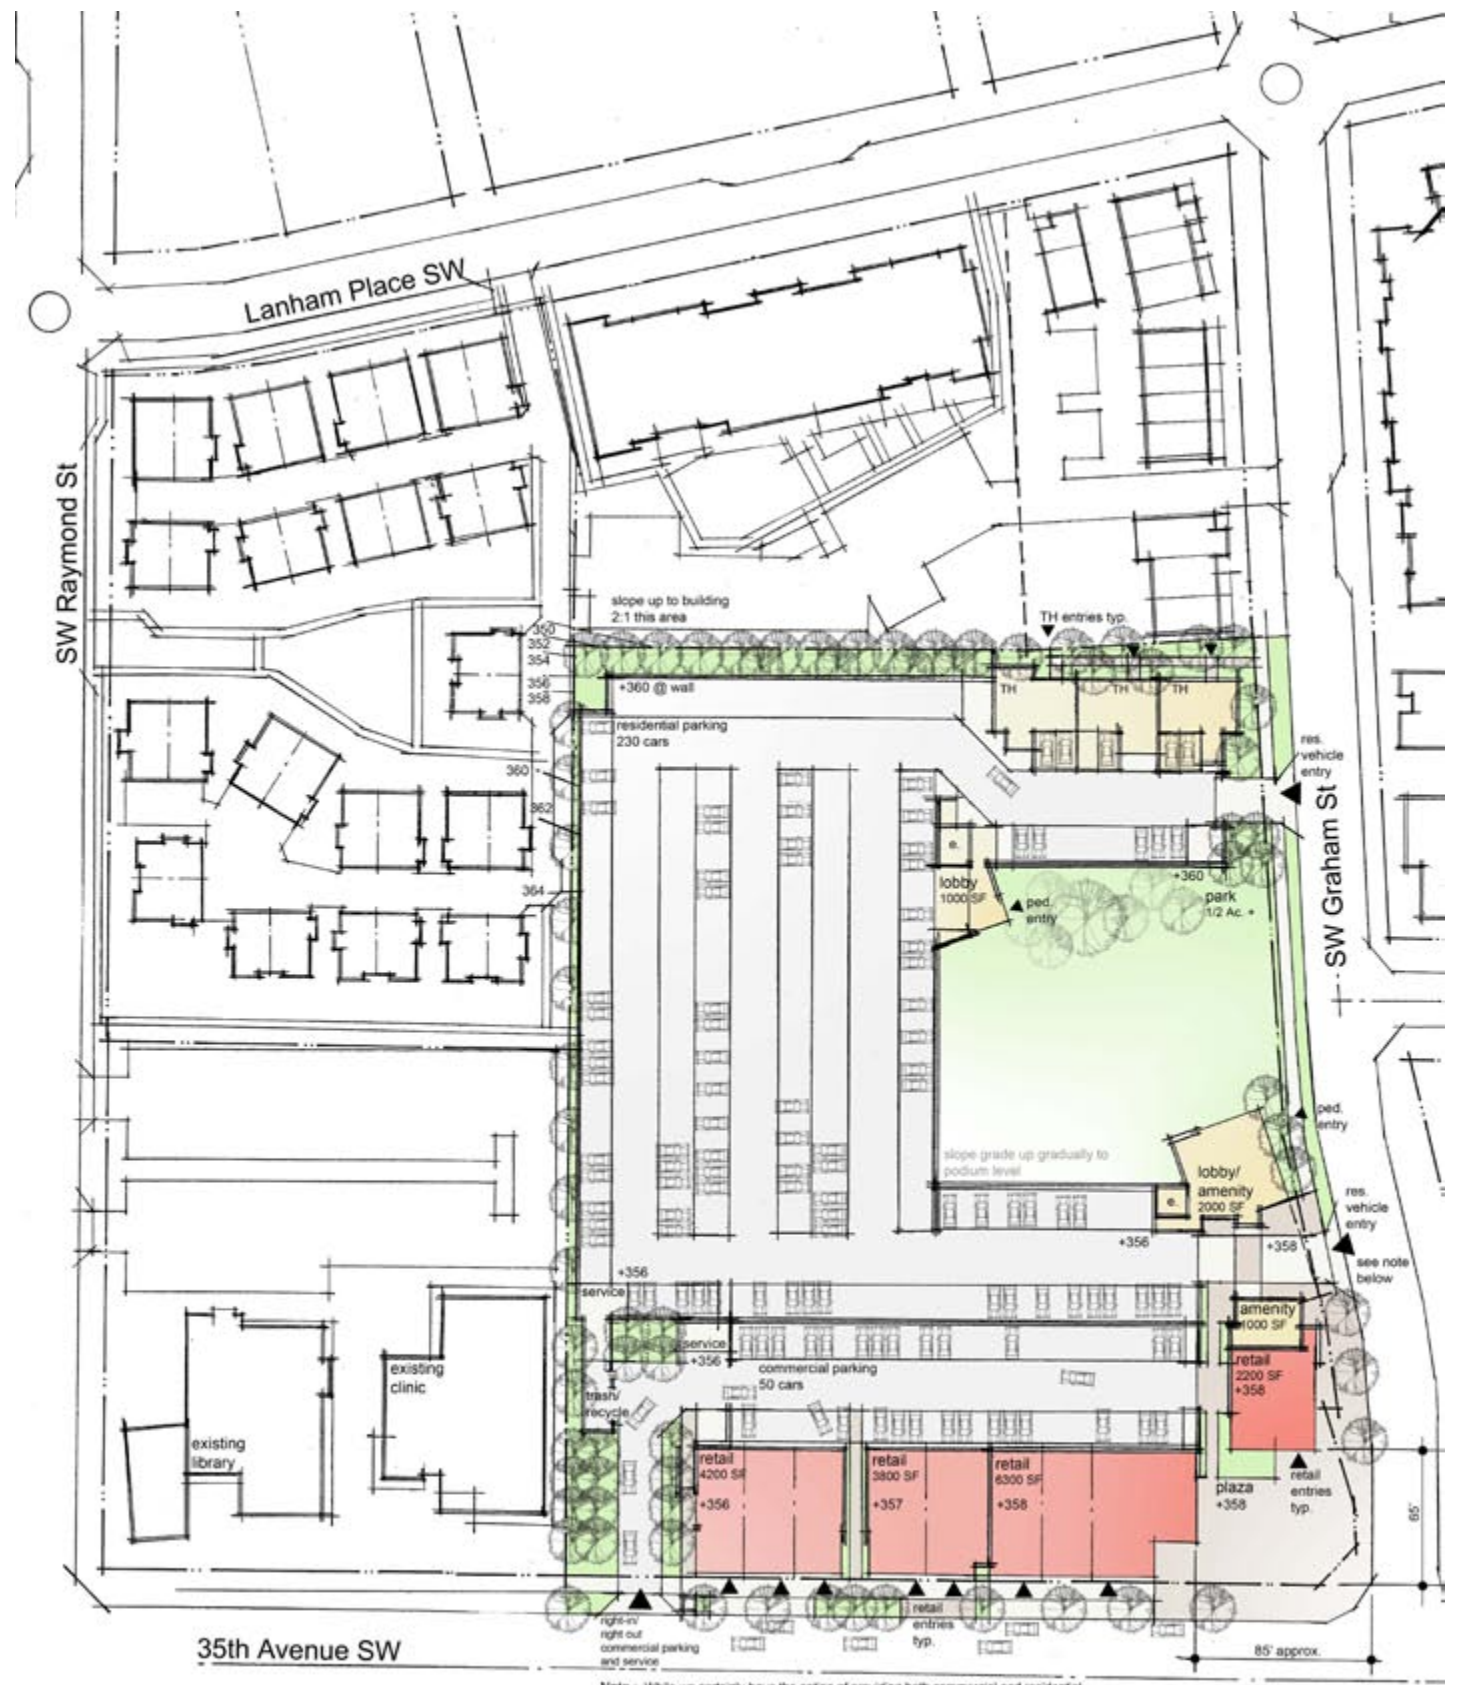 Lanham Place SW
SW Raymond St
slope up to building
2:1 this area
TH entries typ.
350
352
354
356
358
+360 @ wall
TH
TH
TH
residential parking
230 cars
res.
vehicle
entry
360
362
364
SW Graham St
e.
lobby
1000 SF
ped.
entry
+360
park
1/2 Ac. +
ped.
entry
slope grade up gradually to
podium level
lobby/
amenity
2000 SF
e.
res.
vehicle
entry
+356
+358
see note
below
+356
service
amenity
1000 SF
service
+356
commercial parking
50 cars
retail
2200 SF
+358
existing
clinic
trash/
recycle
existing
library
retail
4200 SF
+356
retail
3800 SF
+357
retail
6300 SF
+358
plaza
+358
retail
entries
typ.
65'
right-in/
right out
commercial parking
and service
retail
entries
typ.
35th Avenue SW
85' approx.